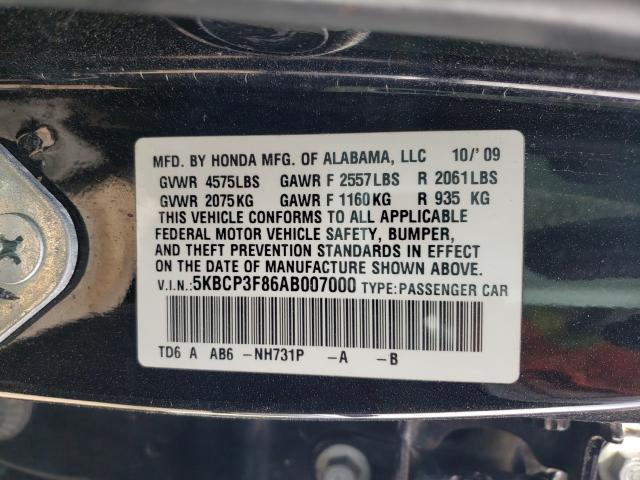 MFD. BY HONDA MFG. OF ALABAMA, LLC 10/'09
GVWR 4575LBS GAWR F 2557LBS R 2061LBS
GVWR 2075KG GAWR F 1160KG R 935 KG
THIS VEHICLE CONFORMS TO ALL APPLICABLE
FEDERAL MOTOR VEHICLE SAFETY, BUMPER,
AND THEFT PREVENTION STANDARDS IN EFFECT
ON THE DATE OF MANUFACTURE SHOWN ABOVE.
V.I.N.:5KBCP3F86AB007000 TYPE:PASSENGER CAR
TD6 A AB6 -NH731P -A -B